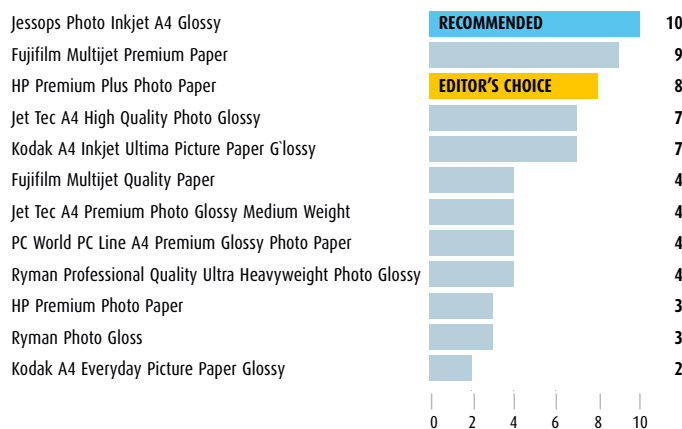 Jessops Photo Inkjet A4 Glossy RECOMMENDED 10
Fujifilm Multijet Premium Paper 9
HP Premium Plus Photo Paper EDITOR'S CHOICE 8
Jet Tec A4 High Quality Photo Glossy 7
Kodak A4 Inkjet Ultima Picture Paper G`lossy 7
Fujifilm Multijet Quality Paper 4
Jet Tec A4 Premium Photo Glossy Medium Weight 4
PC World PC Line A4 Premium Glossy Photo Paper 4
Ryman Professional Quality Ultra Heavyweight Photo Glossy 4
HP Premium Photo Paper 3
Ryman Photo Gloss 3
Kodak A4 Everyday Picture Paper Glossy 2
0 2 4 6 8 10